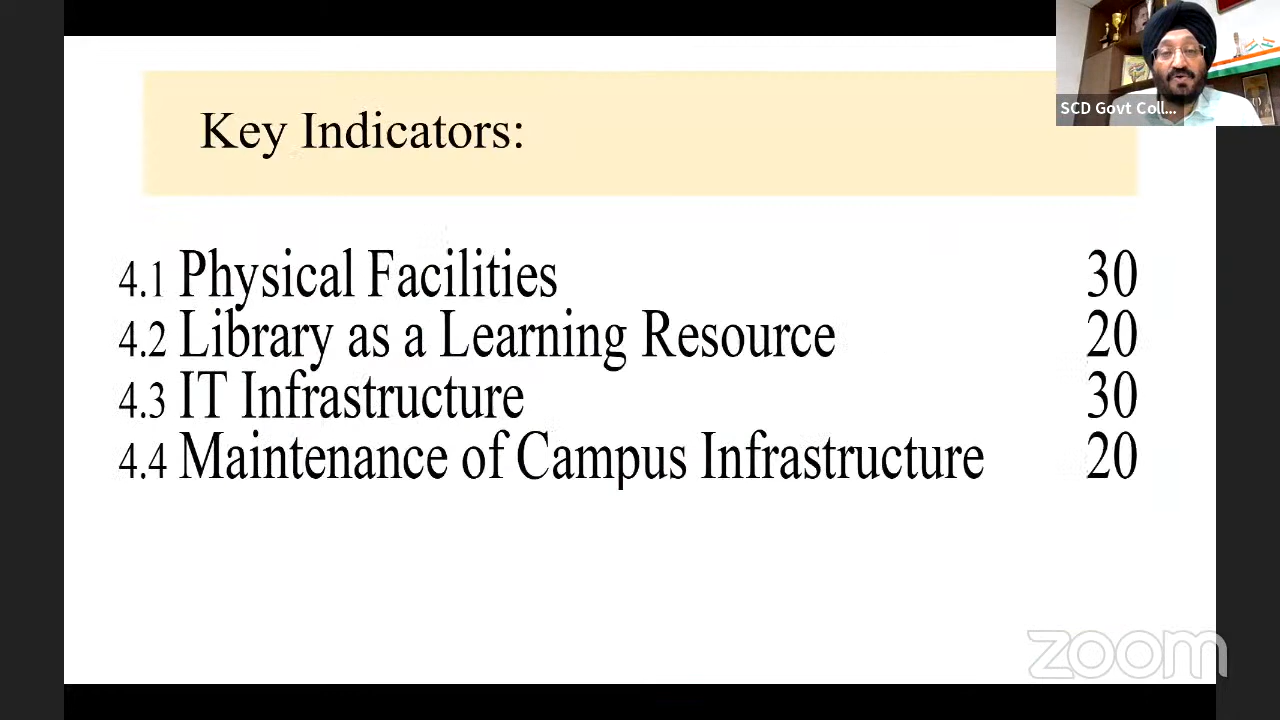 SCD Govt Coll...
Key Indicators:
4.1 Physical Facilities 30
4.2 Library as a Learning Resource 20
4.3 IT Infrastructure 30
4.4 Maintenance of Campus Infrastructure 20
zoom